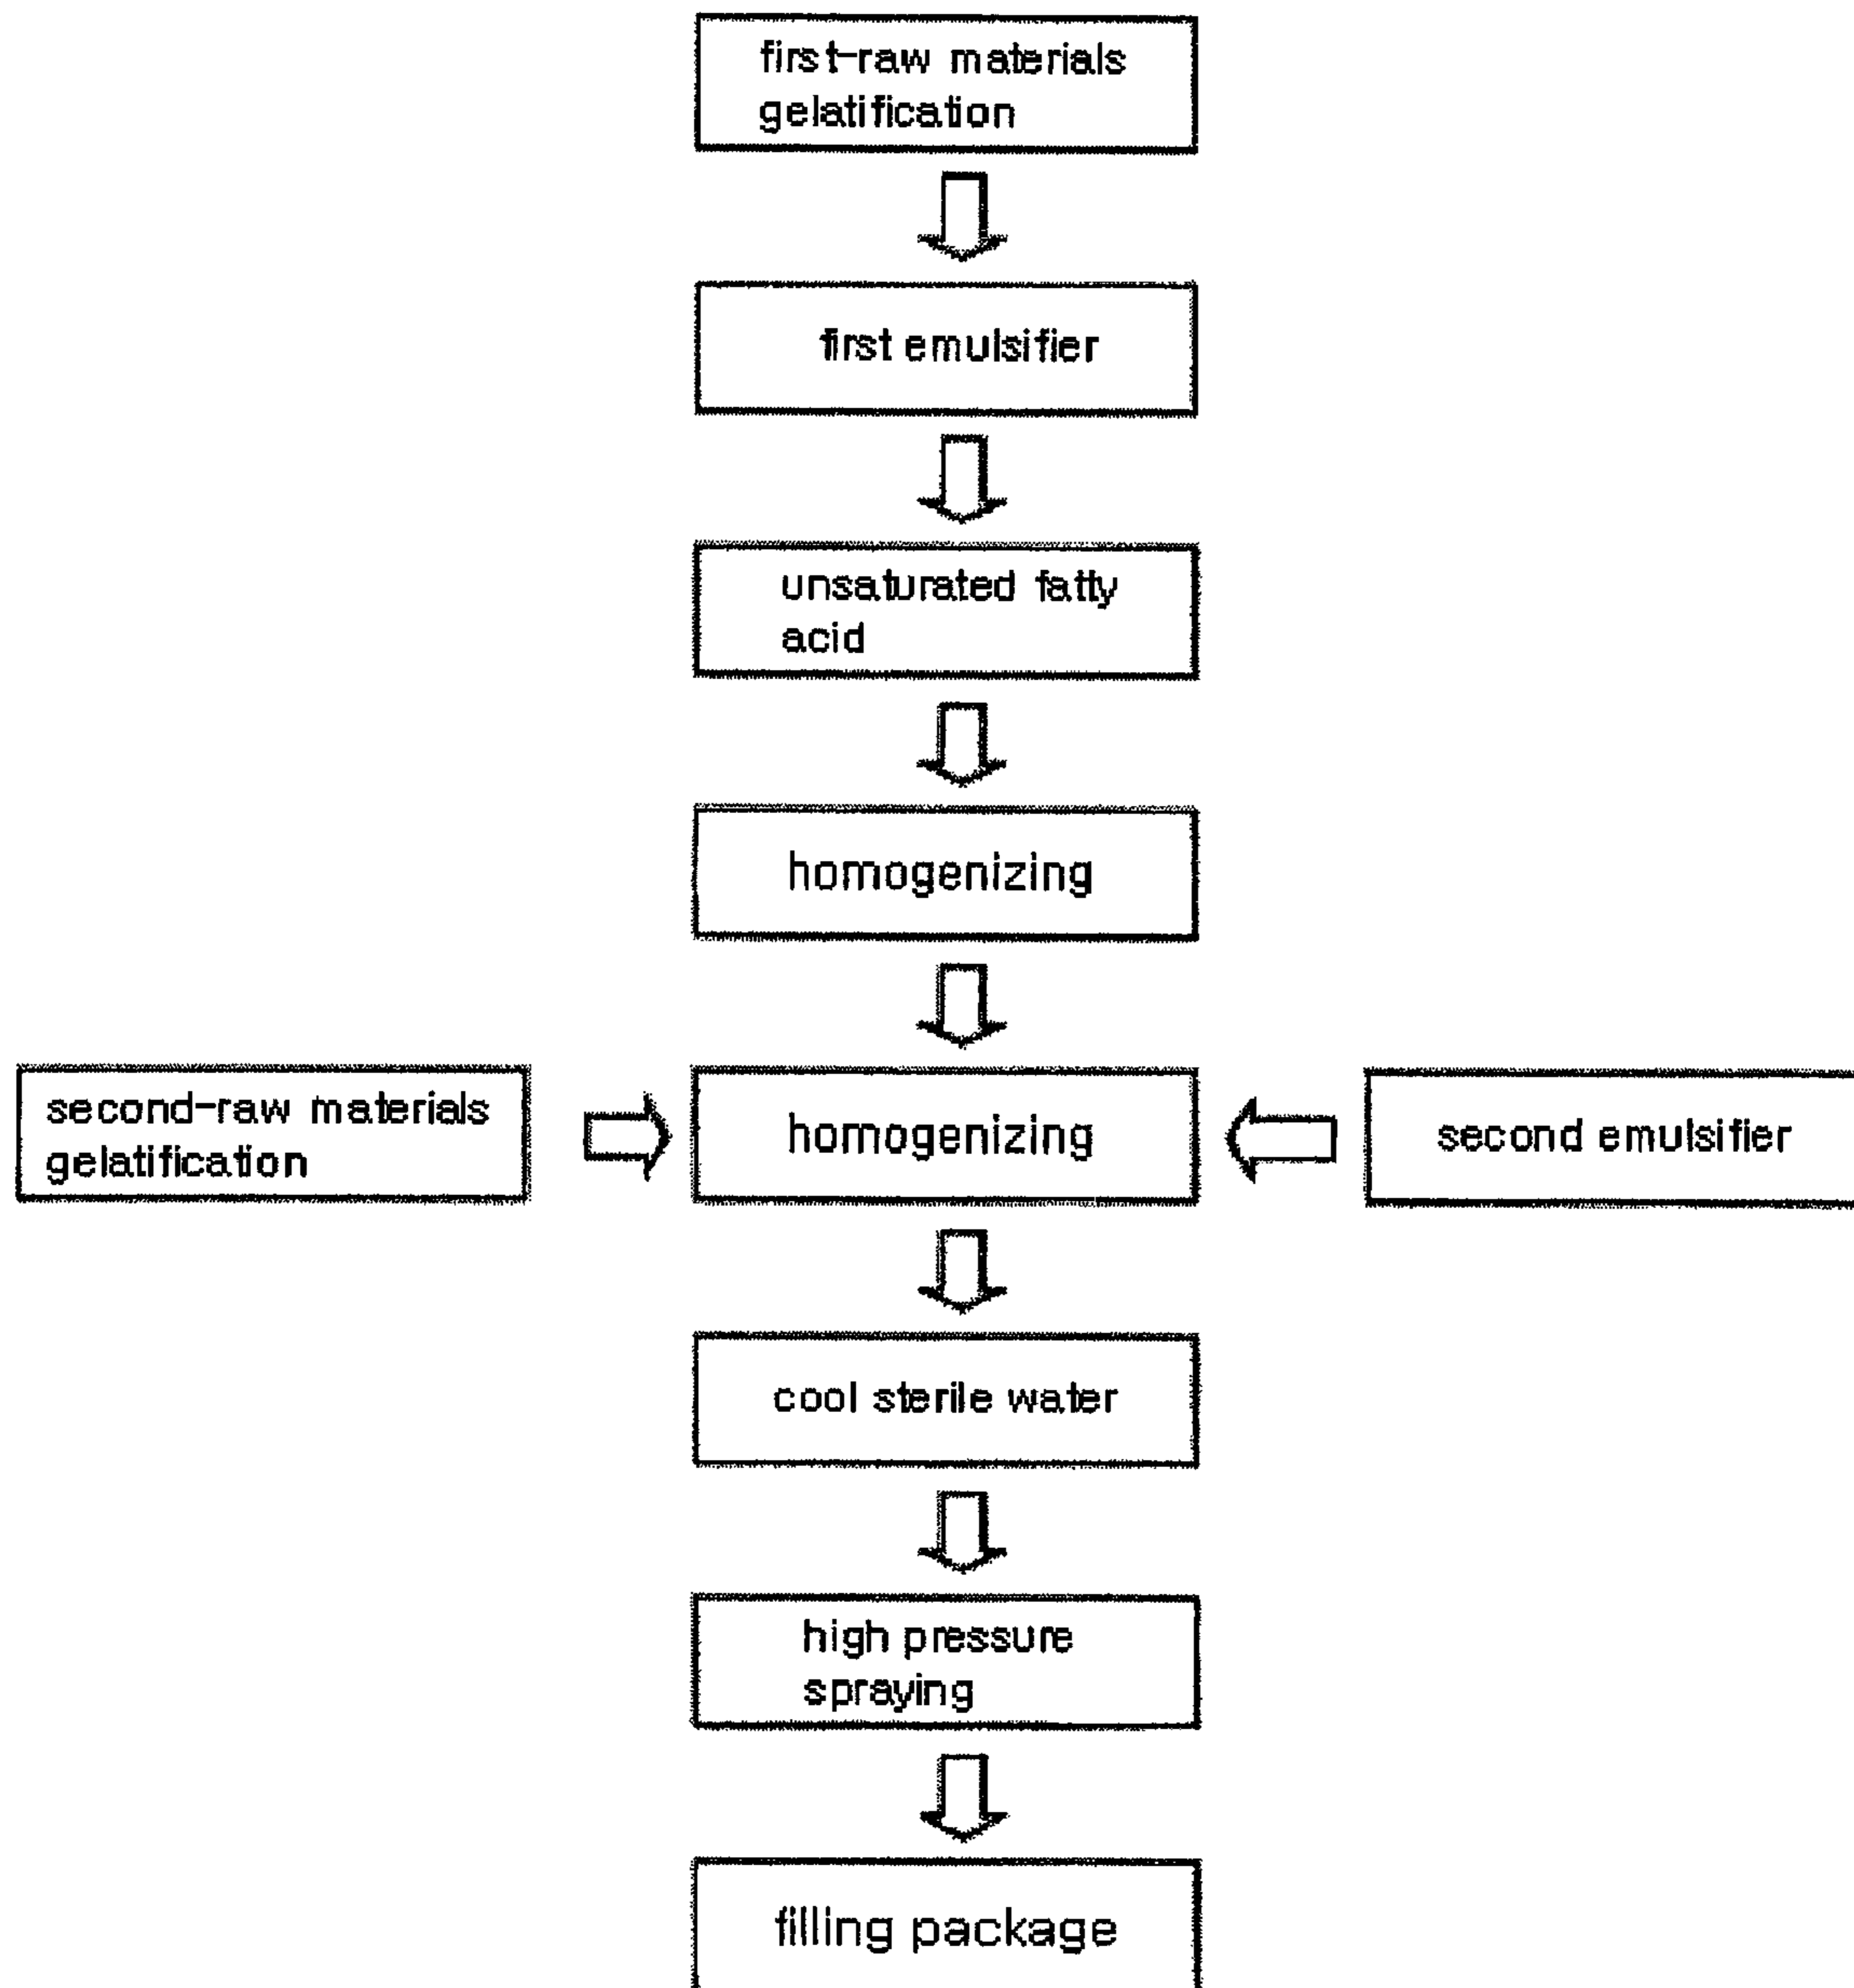 first-raw materials
gelatification
first emulsifier
unsaturated fatty
acid
homogenizing
second-raw materials
gelatification
homogenizing
second emulsifier
cool sterile water
high pressure
spraying
filling package